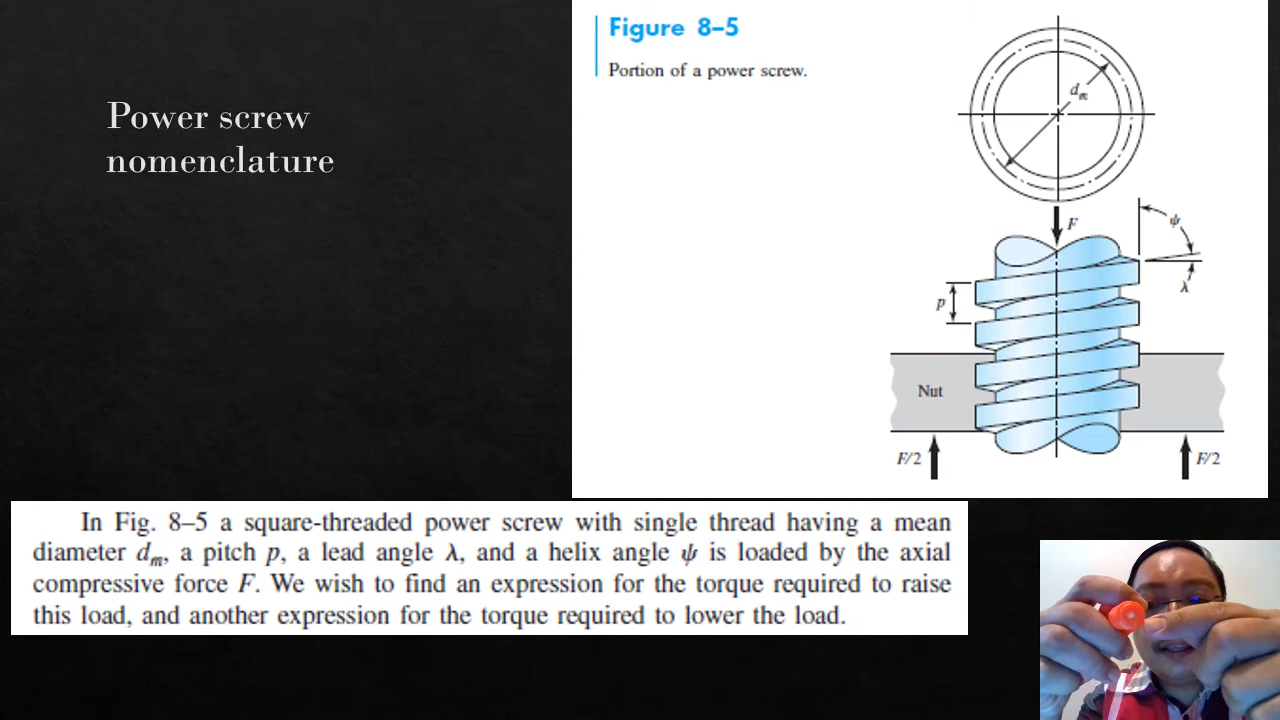 Power screw
nomenclature
Figure 8–5
Portion of a power screw.
dm
F
ψ
λ
p
Nut
F/2
F/2
In Fig. 8–5 a square-threaded power screw with single thread having a mean
diameter dm, a pitch p, a lead angle λ, and a helix angle ψ is loaded by the axial
compressive force F. We wish to find an expression for the torque required to raise
this load, and another expression for the torque required to lower the load.